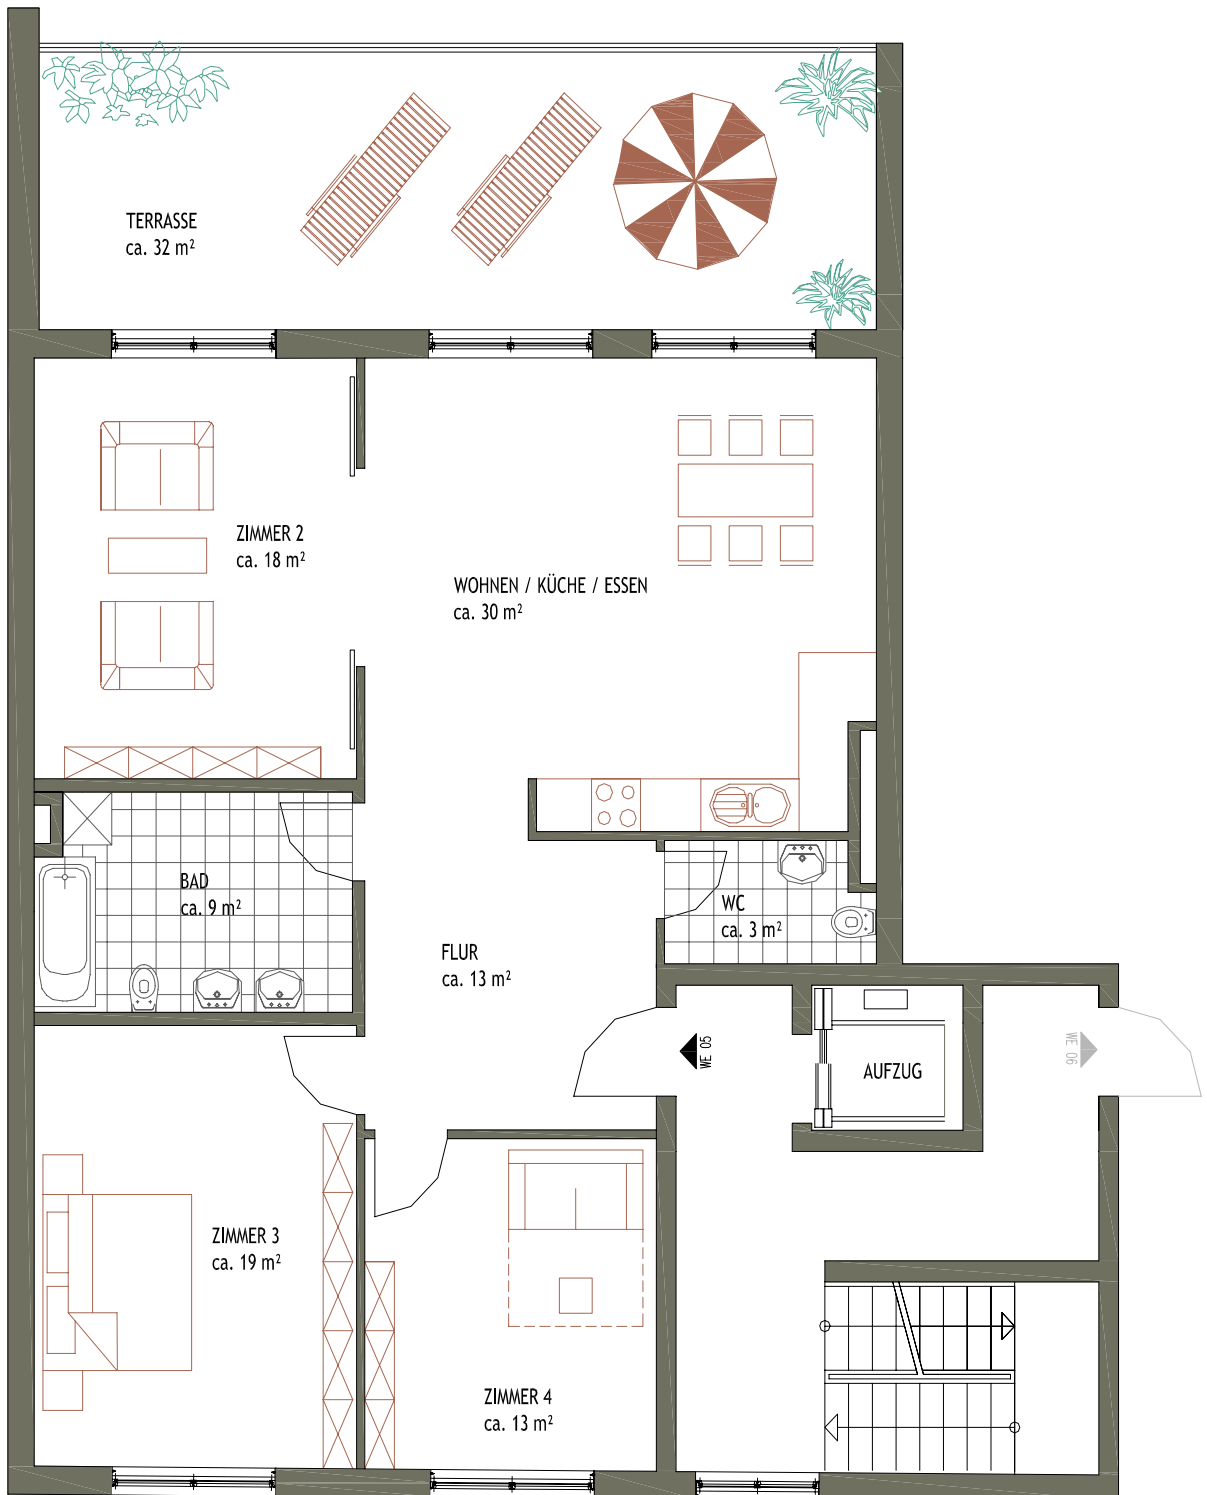 TERRASSE
ca. 32 m²
ZIMMER 2
ca. 18 m²
WOHNEN / KÜCHE / ESSEN
ca. 30 m²
BAD
ca. 9 m²
WC
ca. 3 m²
FLUR
ca. 13 m²
WE 05
WE 06
AUFZUG
ZIMMER 3
ca. 19 m²
ZIMMER 4
ca. 13 m²